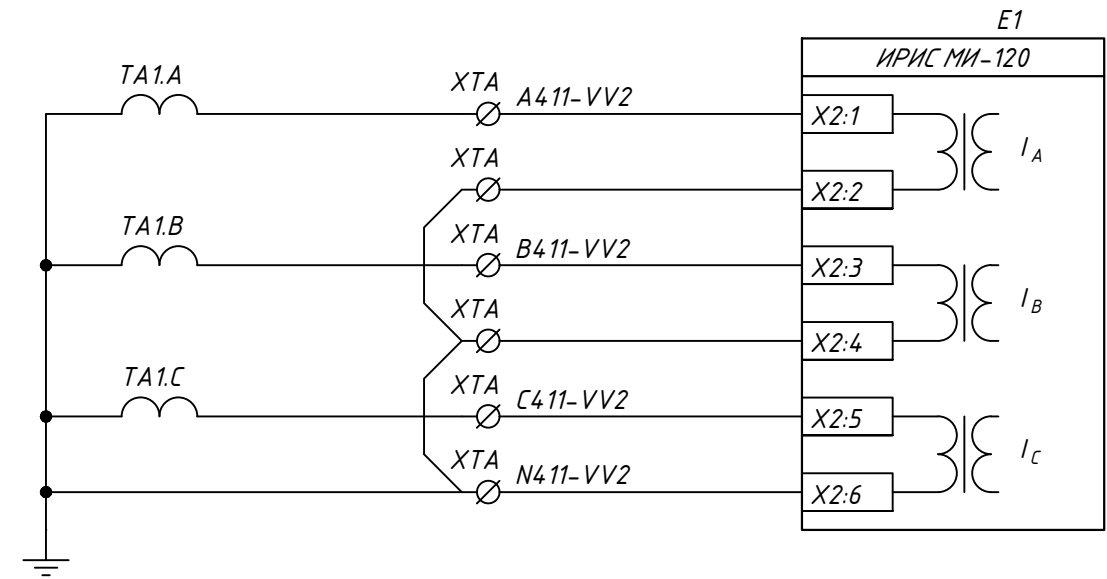 E1
ИРИС МИ-120
TA1.A
XTA
A411-VV2
X2:1
I A
XTA
X2:2
TA1.B
XTA
B411-VV2
X2:3
I B
XTA
X2:4
TA1.C
XTA
C411-VV2
X2:5
I C
XTA
N411-VV2
X2:6